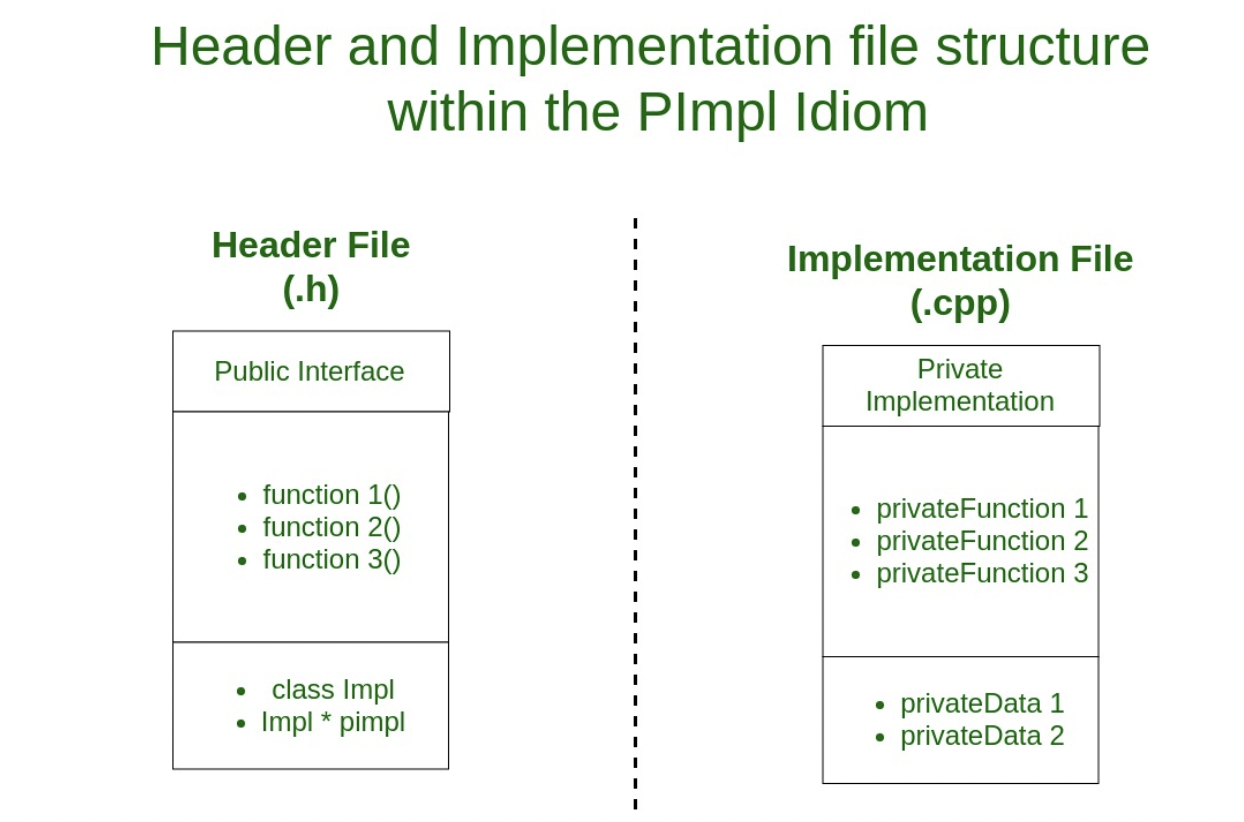 Header and Implementation file structure
within the PImpl Idiom
Header File
(.h)
Public Interface
• function 1()
• function 2()
• function 3()
• class Impl
• Impl * pimpl
Implementation File
(.cpp)
Private
Implementation
• privateFunction 1
• privateFunction 2
• privateFunction 3
• privateData 1
• privateData 2